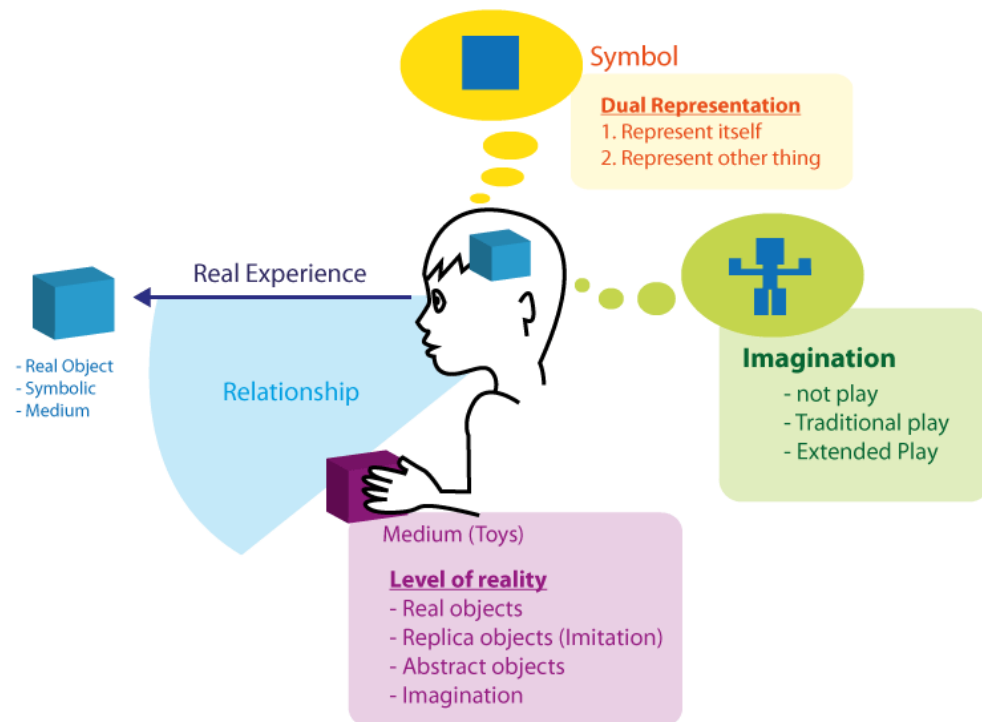 Symbol
Dual Representation
1. Represent itself
2. Represent other thing
Real Experience
- Real Object
- Symbolic
- Medium
Relationship
Imagination
- not play
- Traditional play
- Extended Play
Medium (Toys)
Level of reality
- Real objects
- Replica objects (Imitation)
- Abstract objects
- Imagination